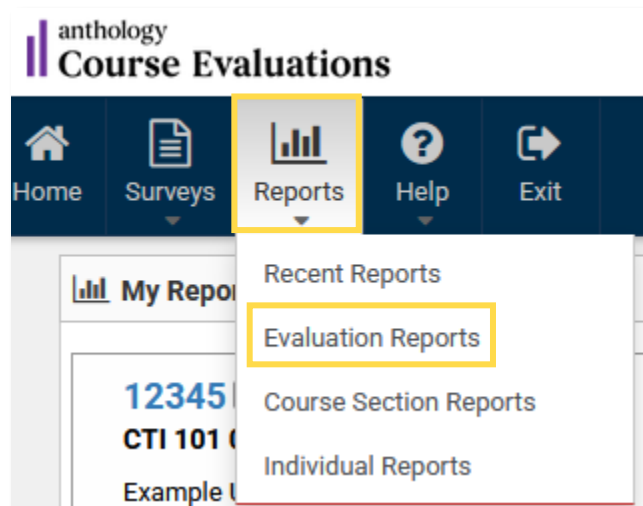 anthology
Course Evaluations
Home
Surveys
Reports
Help
Exit
My Repo
Recent Reports
Evaluation Reports
Course Section Reports
Individual Reports
12345
CTI 101
Example